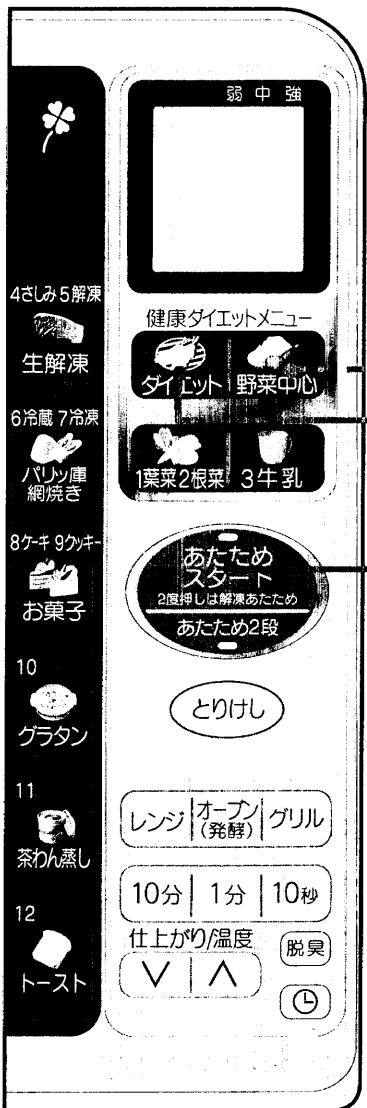 弱 中 強
4さしみ 5解凍
生解凍
6冷蔵 7冷凍
パリッ庫
網焼き
8ケーキ 9クッキー
お菓子
10
グラタン
11
茶わん蒸し
12
トースト
健康ダイエットメニュー
ダイエット 野菜中心
1葉菜2根菜 3牛乳
あたため
スタート
2度押しは解凍あたため
あたため2段
とりけし
レンジ オーブン(発酵) グリル
10分 1分 10秒
仕上がり/温度
脱臭